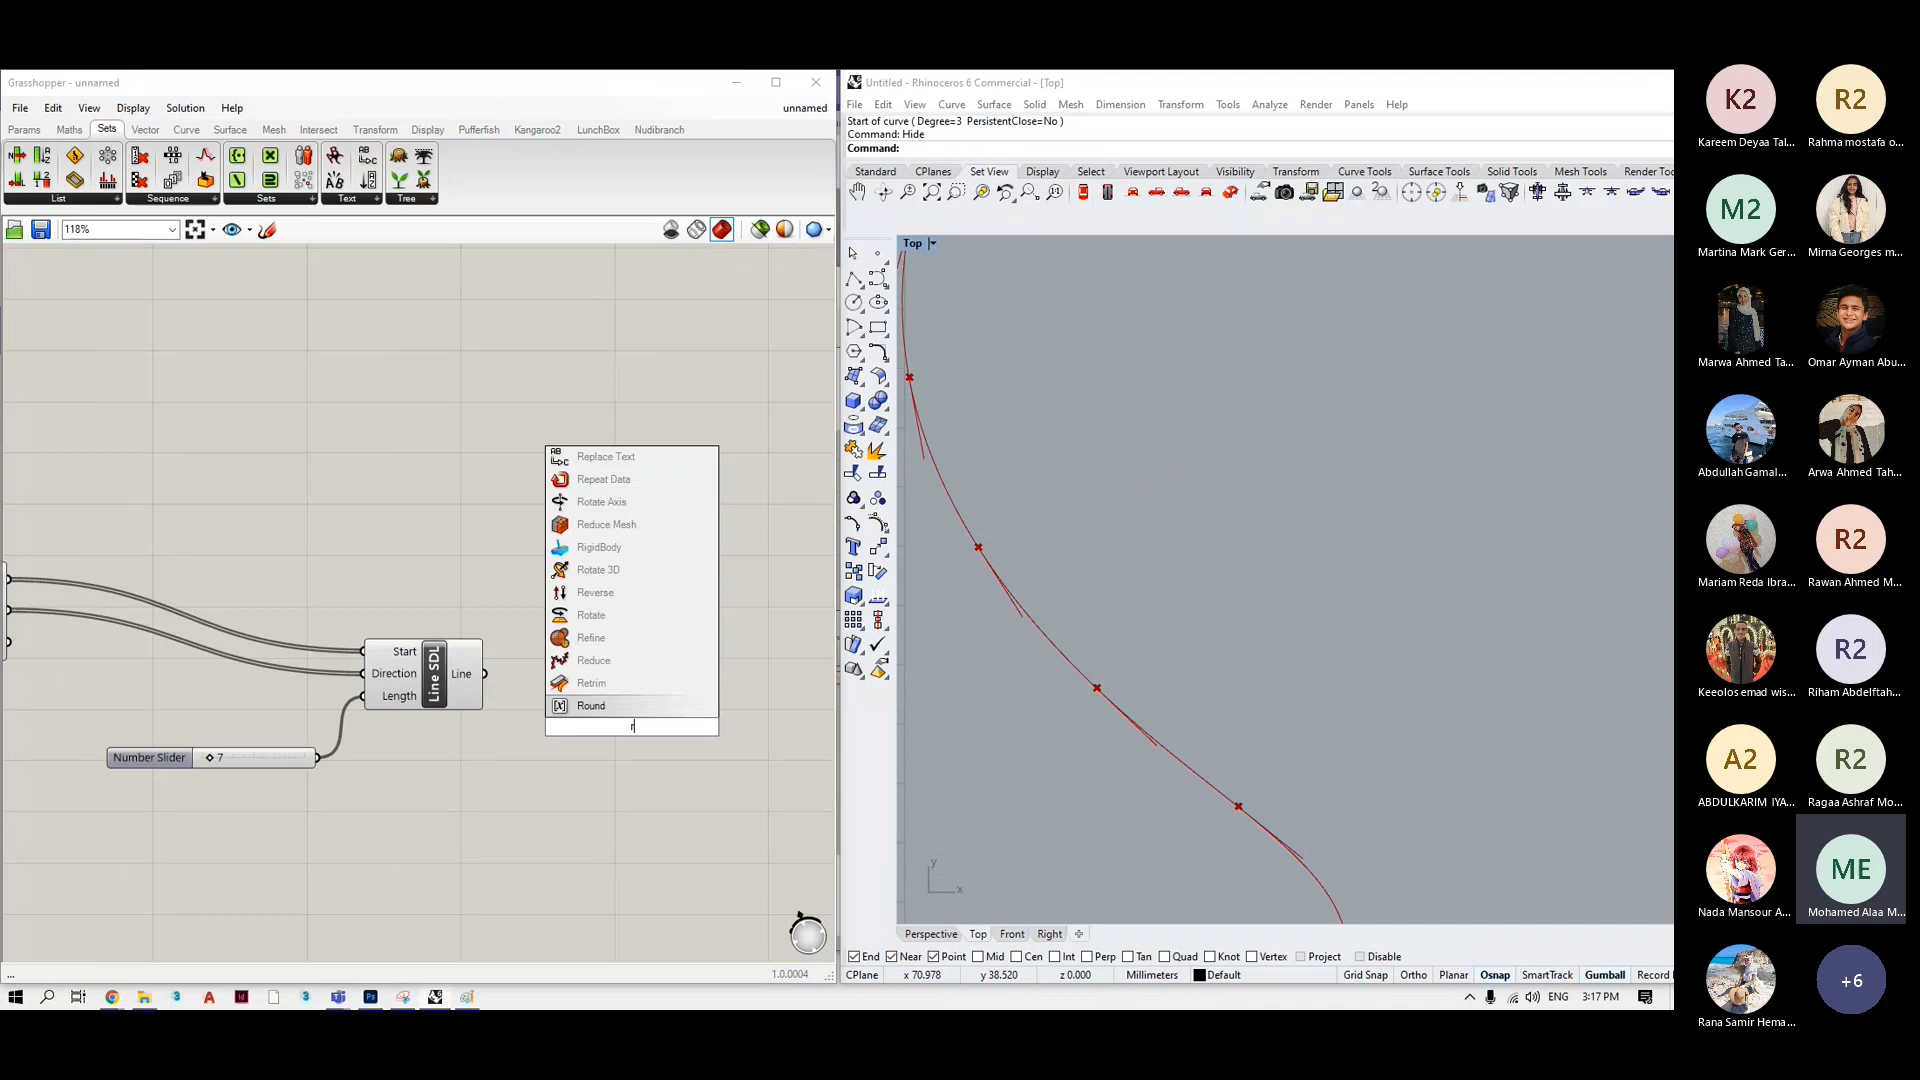 Grasshopper - unnamed
File Edit View Display Solution Help
unnamed
Params Maths Sets Vector Curve Surface Mesh Intersect Transform Display Pufferfish Kangaroo2 LunchBox Nudibranch
List Sequence Sets Text Tree
118%
Replace Text
Repeat Data
Rotate Axis
Reduce Mesh
RigidBody
Rotate 3D
Reverse
Rotate
Refine
Reduce
Retrim
Round
r
Start
Direction
Length
Line SDL
Line
Number Slider
7
...
1.0.0004
Untitled - Rhinoceros 6 Commercial - [Top]
File Edit View Curve Surface Solid Mesh Dimension Transform Tools Analyze Render Panels Help
Start of curve ( Degree=3 PersistentClose=No )
Command: Hide
Command:
Standard CPlanes Set View Display Select Viewport Layout Visibility Transform Curve Tools Surface Tools Solid Tools Mesh Tools Render Too
Top
y
x
Perspective Top Front Right
End Near Point Mid Cen Int Perp Tan Quad Knot Vertex Project Disable
CPlane x 70.978 y 38.520 z 0.000 Millimeters Default Grid Snap Ortho Planar Osnap SmartTrack Gumball Record
ENG 3:17 PM
K2
Kareem Deyaa Tal...
R2
Rahma mostafa o...
M2
Martina Mark Ger...
Mirna Georges m...
Marwa Ahmed Ta...
Omar Ayman Abu...
Abdullah Gamal...
Arwa Ahmed Tah...
Mariam Reda Ibra...
R2
Rawan Ahmed M...
Keeolos emad wis...
R2
Riham Abdelftah...
A2
ABDULKARIM IYA...
R2
Ragaa Ashraf Mo...
Nada Mansour A...
ME
Mohamed Alaa M...
Rana Samir Hema...
+6